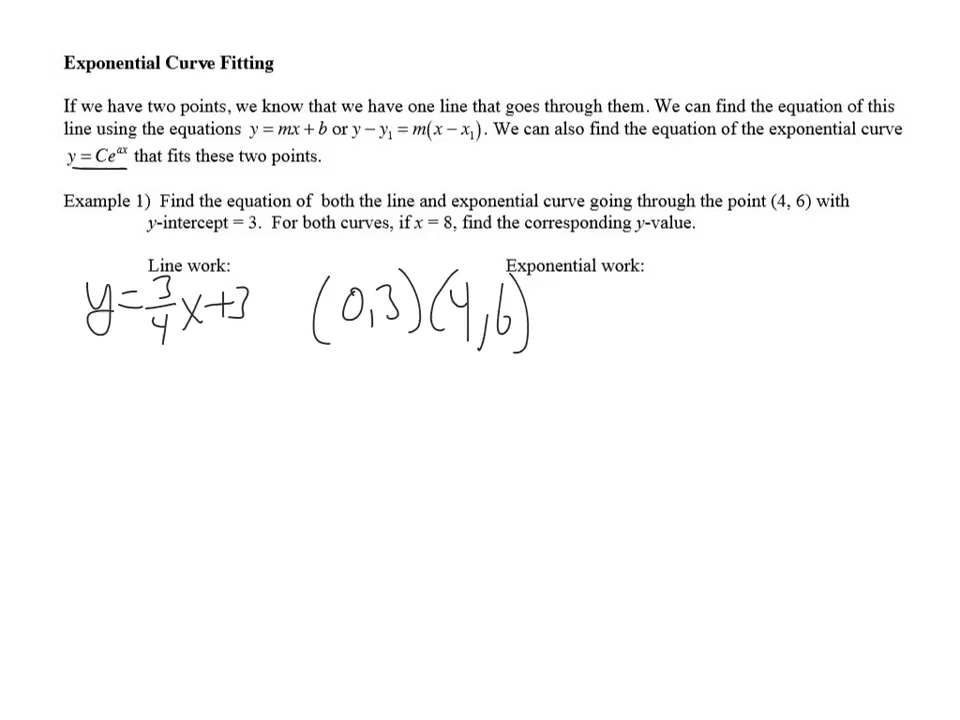 Exponential Curve Fitting
If we have two points, we know that we have one line that goes through them. We can find the equation of this
line using the equations y = mx + b or y − y₁ = m(x − x₁). We can also find the equation of the exponential curve
y = Ceᵃˣ that fits these two points.
Example 1) Find the equation of both the line and exponential curve going through the point (4, 6) with
y-intercept = 3. For both curves, if x = 8, find the corresponding y-value.
Line work: Exponential work:
y = 3/4 x + 3 (0,3) (4,6)